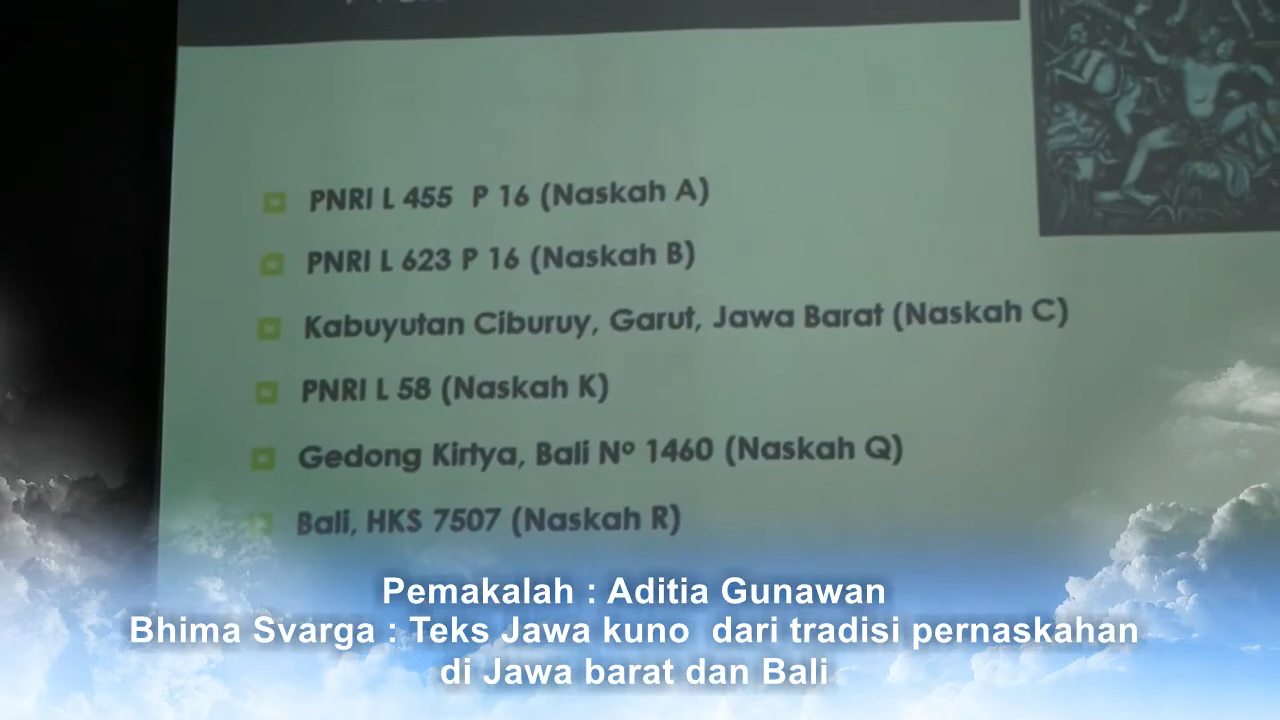 PNRI L 455 P 16 (Naskah A)
PNRI L 623 P 16 (Naskah B)
Kabuyutan Ciburuy, Garut, Jawa Barat (Naskah C)
PNRI L 58 (Naskah K)
Gedong Kirtya, Bali Nº 1460 (Naskah Q)
Bali, HKS 7507 (Naskah R)
Pemakalah : Aditia Gunawan
Bhima Svarga : Teks Jawa kuno dari tradisi pernaskahan
di Jawa barat dan Bali